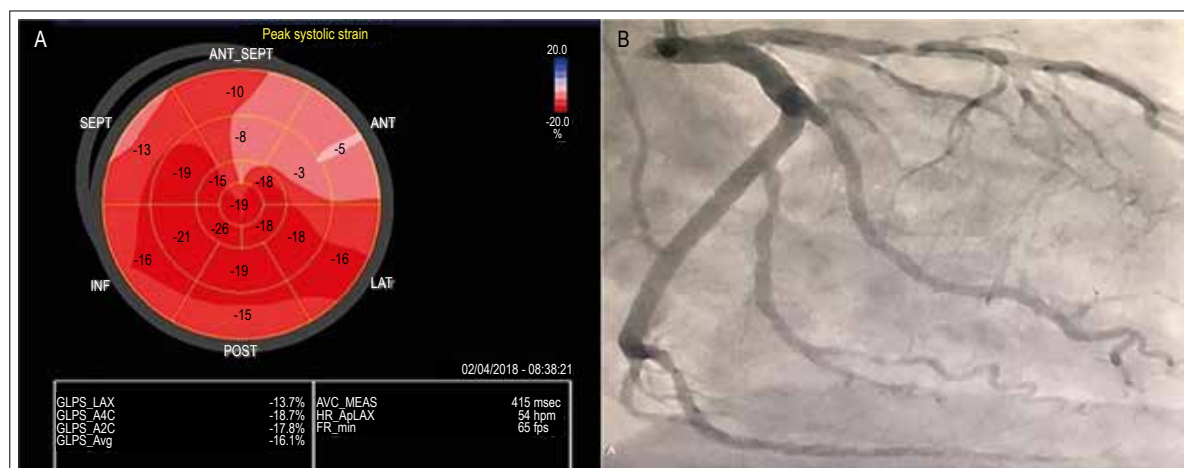 A
B
Peak systolic strain
ANT_SEPT
20.0
-20.0
%
SEPT
ANT
-10
-13
-8
-5
-19
-15
-18
-3
-19
-21
-26
-18
-18
-16
-19
-16
INF
LAT
-15
POST
02/04/2018 - 08:38:21
GLPS_LAX -13.7% AVC_MEAS 415 msec
GLPS_A4C -18.7% HR_ApLAX 54 hpm
GLPS_A2C -17.8% FR_min 65 fps
GLPS_Avg -16.1%